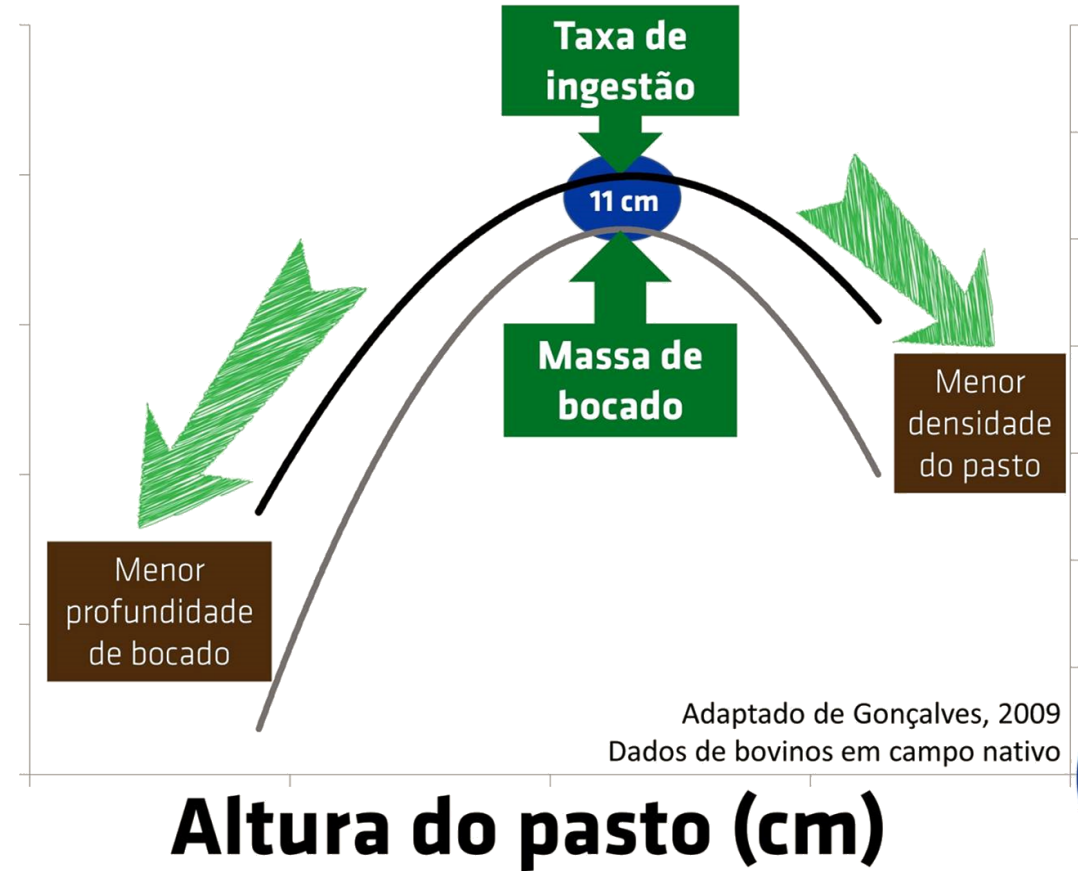 Taxa de
ingestão
11 cm
Massa de
bocado
Menor
densidade
do pasto
Menor
profundidade
de bocado
Adaptado de Gonçalves, 2009
Dados de bovinos em campo nativo
Altura do pasto (cm)